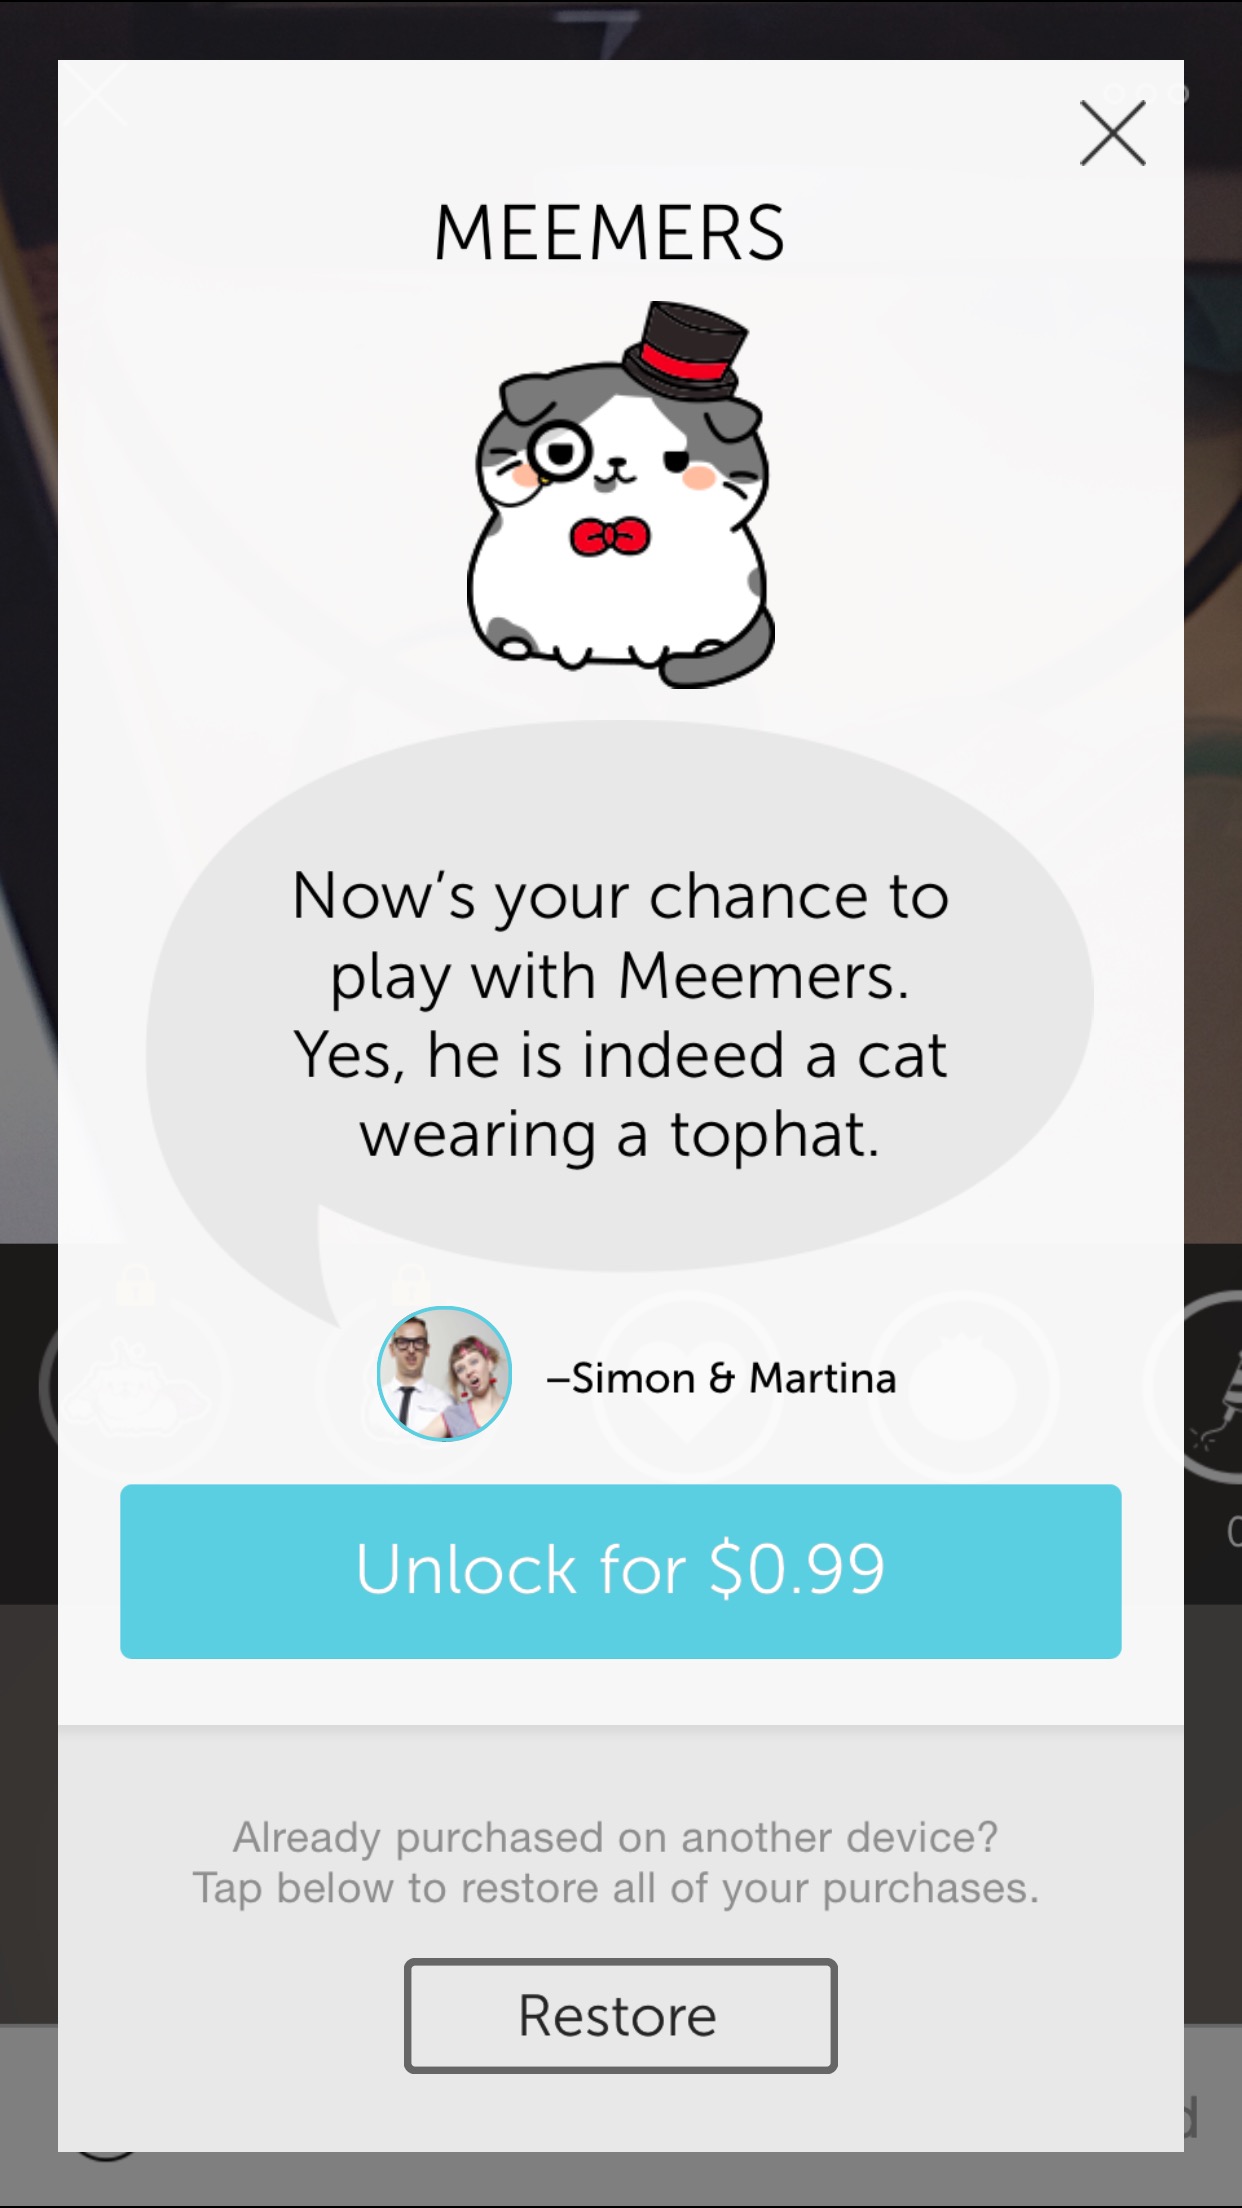 MEEMERS
Now’s your chance to
play with Meemers.
Yes, he is indeed a cat
wearing a tophat.
–Simon & Martina
Unlock for $0.99
Already purchased on another device?
Tap below to restore all of your purchases.
Restore